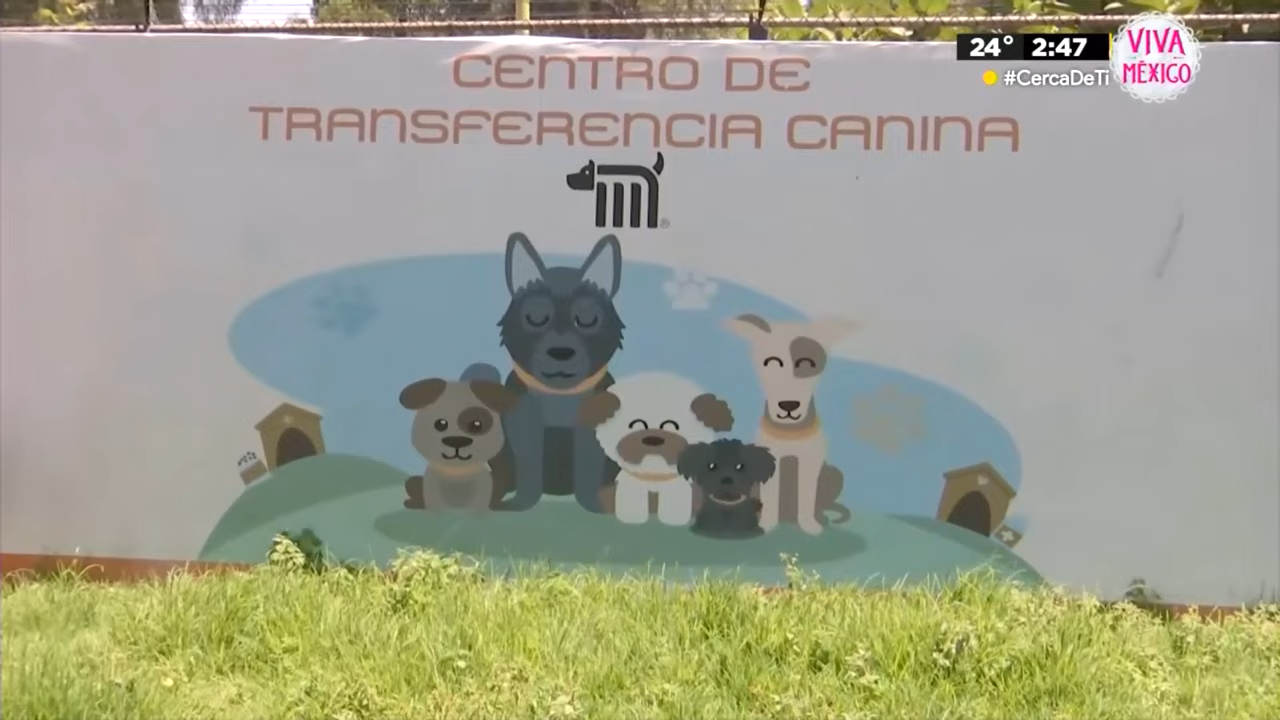 CENTRO DE
TRANSFERENCIA CANINA
®
24° 2:47
#CercaDeTi
VIVA
MÉXICO